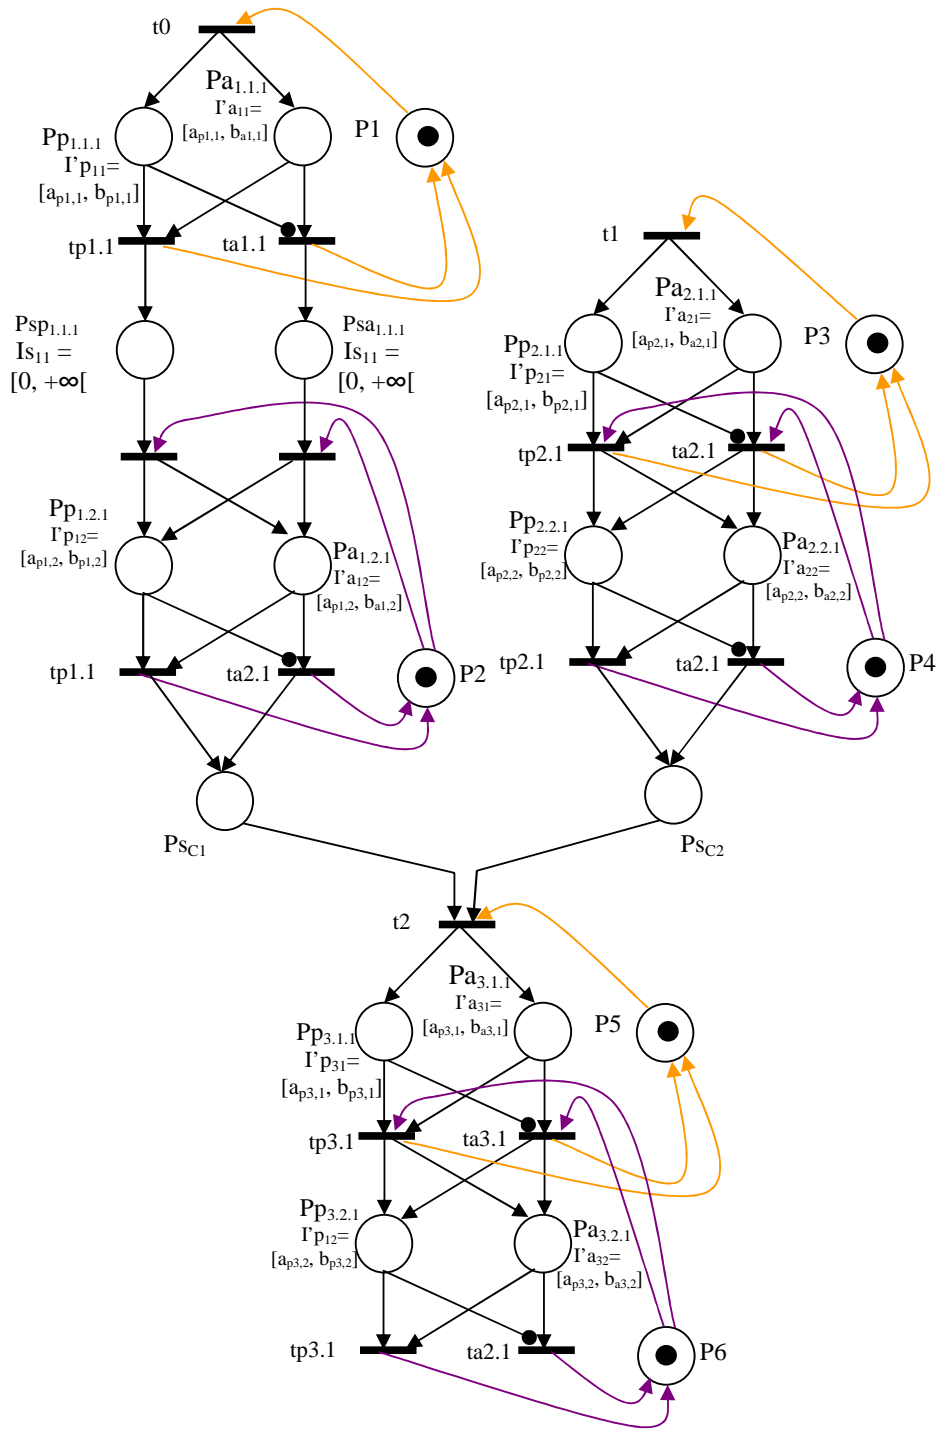 t0
Pa1.1.1
I'a11=
[ap1,1, ba1,1]
P1
Pp1.1.1
I'p11=
[ap1,1, bp1,1]
tp1.1
ta1.1
Psp1.1.1
Is11 =
[0, +∞[
Psa1.1.1
Is11 =
[0, +∞[
Pp1.2.1
I'p12=
[ap1,2, bp1,2]
Pa1.2.1
I'a12=
[ap1,2, ba1,2]
tp1.1
ta2.1
P2
PsC1
t1
Pa2.1.1
I'a21=
[ap2,1, ba2,1]
P3
Pp2.1.1
I'p21=
[ap2,1, bp2,1]
tp2.1
ta2.1
Pp2.2.1
I'p22=
[ap2,2, bp2,2]
Pa2.2.1
I'a22=
[ap2,2, ba2,2]
tp2.1
ta2.1
P4
PsC2
t2
Pa3.1.1
I'a31=
[ap3,1, ba3,1]
P5
Pp3.1.1
I'p31=
[ap3,1, bp3,1]
tp3.1
ta3.1
Pp3.2.1
I'p12=
[ap3,2, bp3,2]
Pa3.2.1
I'a32=
[ap3,2, ba3,2]
tp3.1
ta2.1
P6